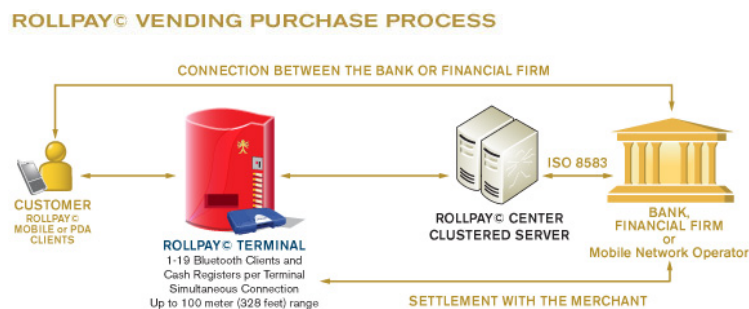 ROLLPAY© VENDING PURCHASE PROCESS
CONNECTION BETWEEN THE BANK OR FINANCIAL FIRM
ISO 8583
CUSTOMER
ROLLPAY©
MOBILE or PDA
CLIENTS
ROLLPAY© TERMINAL
1-19 Bluetooth Clients and
Cash Registers per Terminal
Simultaneous Connection
Up to 100 meter (328 feet) range
ROLLPAY© CENTER
CLUSTERED SERVER
BANK,
FINANCIAL FIRM
or
Mobile Network Operator
SETTLEMENT WITH THE MERCHANT